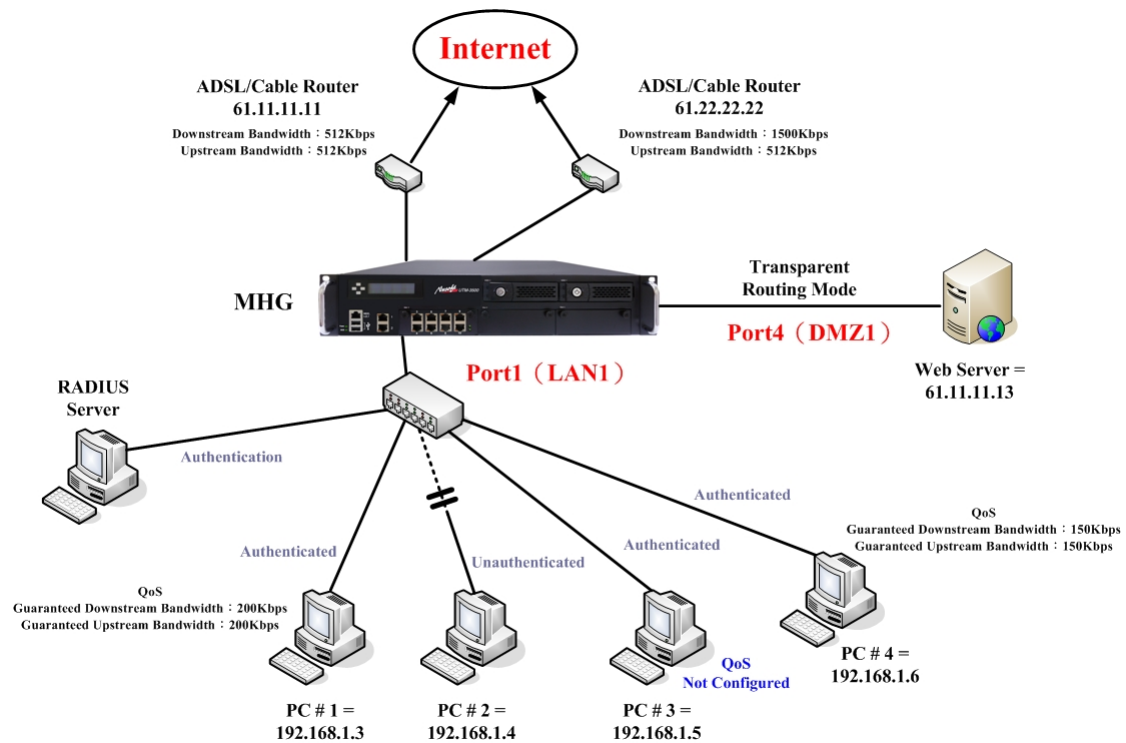 Internet
ADSL/Cable Router
61.11.11.11
Downstream Bandwidth：512Kbps
Upstream Bandwidth：512Kbps
ADSL/Cable Router
61.22.22.22
Downstream Bandwidth：1500Kbps
Upstream Bandwidth：512Kbps
MHG
Transparent
Routing Mode
Port4（DMZ1）
Web Server =
61.11.11.13
Port1（LAN1）
RADIUS
Server
Authentication
Authenticated
Unauthenticated
Authenticated
Authenticated
QoS
Guaranteed Downstream Bandwidth：150Kbps
Guaranteed Upstream Bandwidth：150Kbps
QoS
Guaranteed Downstream Bandwidth：200Kbps
Guaranteed Upstream Bandwidth：200Kbps
PC # 1 =
192.168.1.3
PC # 2 =
192.168.1.4
QoS
Not Configured
PC # 3 =
192.168.1.5
PC # 4 =
192.168.1.6